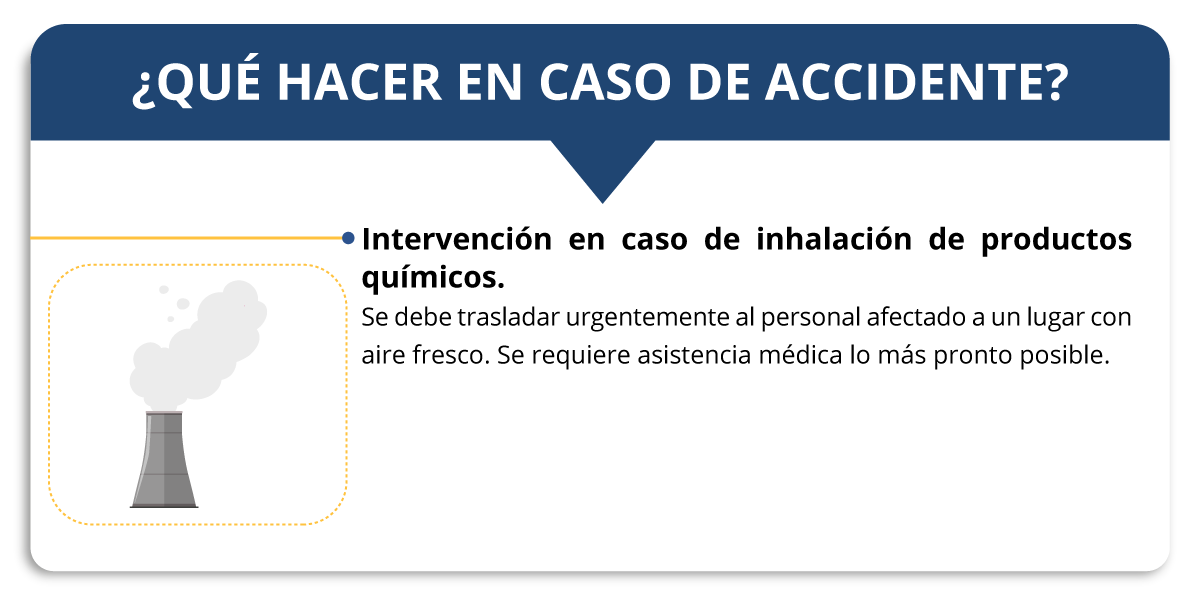 ¿QUÉ HACER EN CASO DE ACCIDENTE?
Intervención en caso de inhalación de productos
químicos.
Se debe trasladar urgentemente al personal afectado a un lugar con
aire fresco. Se requiere asistencia médica lo más pronto posible.